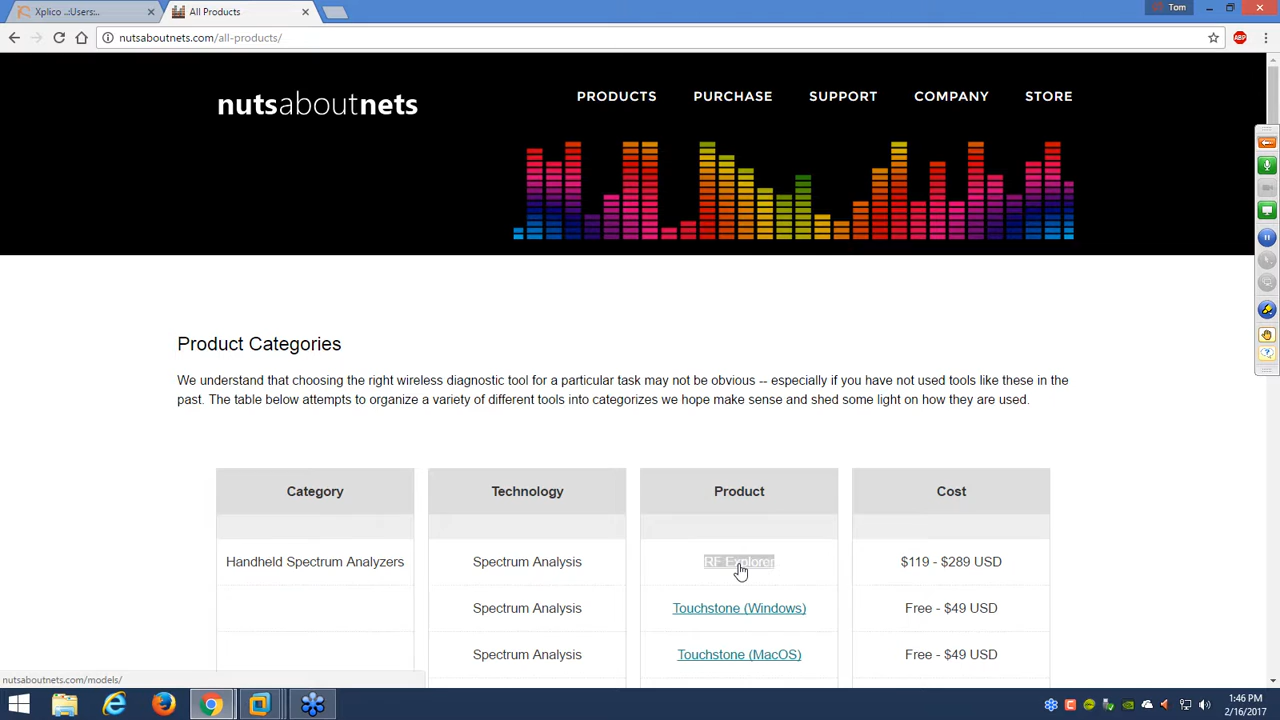 Xplico ..:Users:..
All Products
Tom
nutsaboutnets.com/all-products/
ABP
nutsaboutnets
PRODUCTS PURCHASE SUPPORT COMPANY STORE
Product Categories
We understand that choosing the right wireless diagnostic tool for a particular task may not be obvious -- especially if you have not used tools like these in the
past. The table below attempts to organize a variety of different tools into categorizes we hope make sense and shed some light on how they are used.
Category Technology Product Cost
Handheld Spectrum Analyzers Spectrum Analysis RF Explorer $119 - $289 USD
Spectrum Analysis Touchstone (Windows) Free - $49 USD
Spectrum Analysis Touchstone (MacOS) Free - $49 USD
nutsaboutnets.com/models/
1:46 PM
2/16/2017